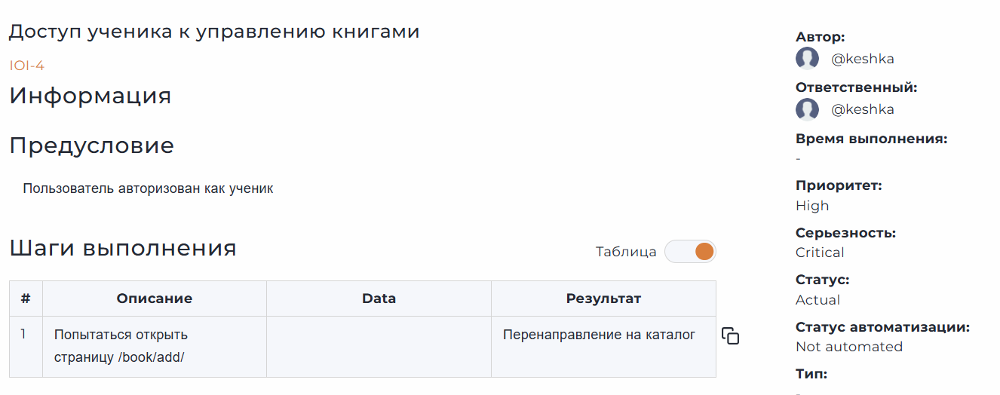 Доступ ученика к управлению книгами
IOI-4
Информация
Предусловие
Пользователь авторизован как ученик
Шаги выполнения
Таблица
# Описание Data Результат
1 Попытаться открыть Перенаправление на каталог
страницу /book/add/
Автор:
@keshka
Ответственный:
@keshka
Время выполнения:
-
Приоритет:
High
Серьезность:
Critical
Статус:
Actual
Статус автоматизации:
Not automated
Тип:
-